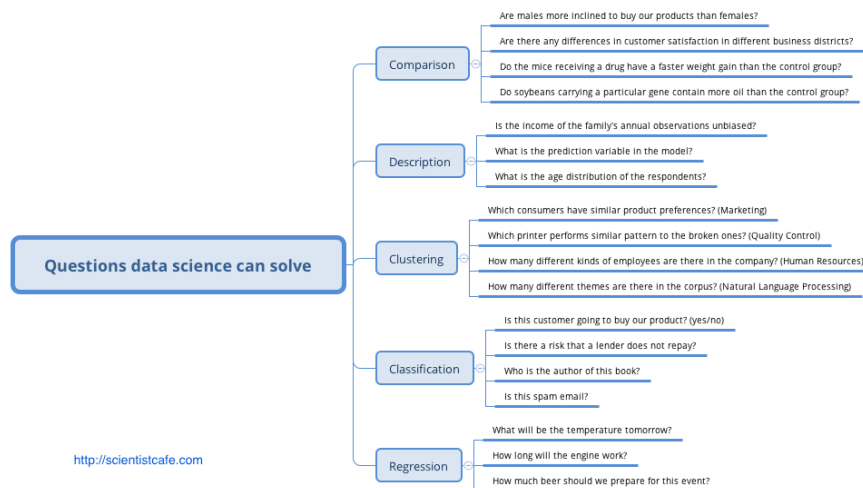 Questions data science can solve
Comparison
Are males more inclined to buy our products than females?
Are there any differences in customer satisfaction in different business districts?
Do the mice receiving a drug have a faster weight gain than the control group?
Do soybeans carrying a particular gene contain more oil than the control group?
Description
Is the income of the family's annual observations unbiased?
What is the prediction variable in the model?
What is the age distribution of the respondents?
Clustering
Which consumers have similar product preferences? (Marketing)
Which printer performs similar pattern to the broken ones? (Quality Control)
How many different kinds of employees are there in the company? (Human Resources)
How many different themes are there in the corpus? (Natural Language Processing)
Classification
Is this customer going to buy our product? (yes/no)
Is there a risk that a lender does not repay?
Who is the author of this book?
Is this spam email?
Regression
What will be the temperature tomorrow?
How long will the engine work?
How much beer should we prepare for this event?
http://scientistcafe.com